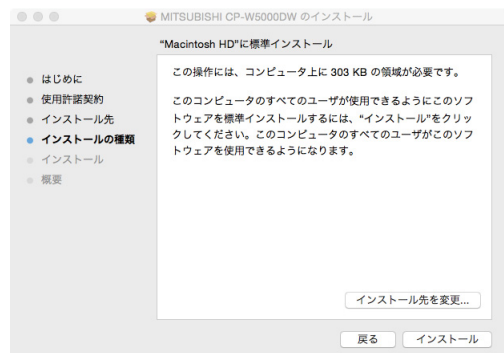 MITSUBISHI CP-W5000DW のインストール
“Macintosh HD”に標準インストール
はじめに
使用許諾契約
インストール先
インストールの種類
インストール
概要
この操作には、コンピュータ上に 303 KB の領域が必要です。
このコンピュータのすべてのユーザが使用できるようにこのソフ
トウェアを標準インストールするには、“インストール”をクリッ
クしてください。このコンピュータのすべてのユーザがこのソフ
トウェアを使用できるようになります。
インストール先を変更...
戻る
インストール